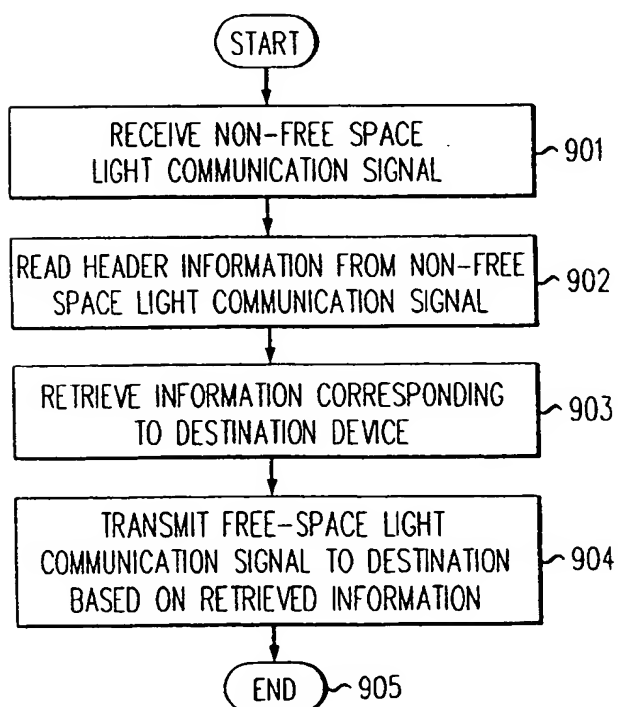 START
RECEIVE NON-FREE SPACE
LIGHT COMMUNICATION SIGNAL
901
READ HEADER INFORMATION FROM NON-FREE
SPACE LIGHT COMMUNICATION SIGNAL
902
RETRIEVE INFORMATION CORRESPONDING
TO DESTINATION DEVICE
903
TRANSMIT FREE-SPACE LIGHT
COMMUNICATION SIGNAL TO DESTINATION
BASED ON RETRIEVED INFORMATION
904
END
905